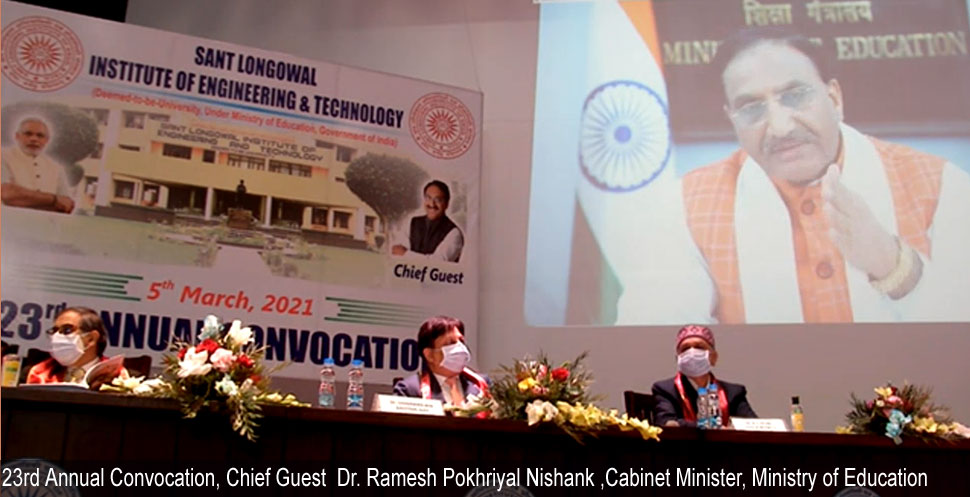 SANT LONGOWAL
INSTITUTE OF ENGINEERING & TECHNOLOGY
(Deemed-to-be-University, Under Ministry of Education, Government of India)
SANT LONGOWAL INSTITUTE OF
ENGINEERING AND TECHNOLOGY
Chief Guest
5th March, 2021
23rd ANNUAL CONVOCATIO
शिक्षा मंत्रालय
MINIS OF EDUCATION
23rd Annual Convocation, Chief Guest Dr. Ramesh Pokhriyal Nishank ,Cabinet Minister, Ministry of Education